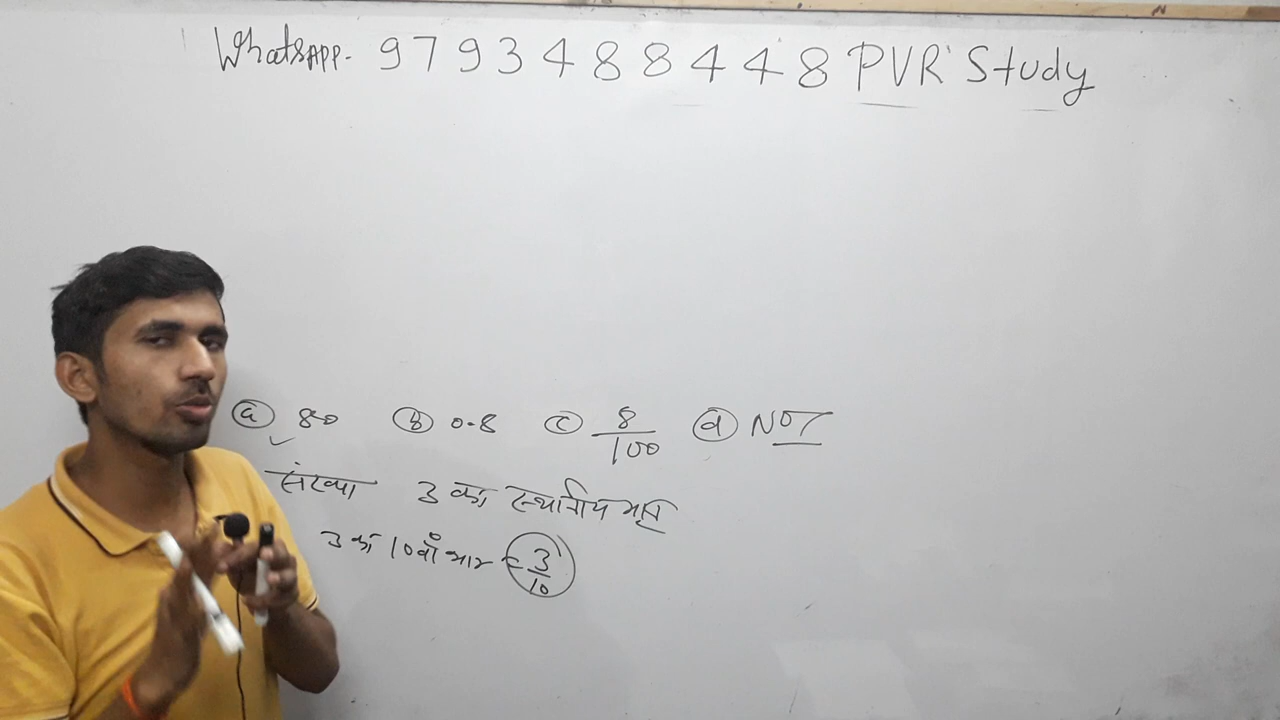 WhatsAPP. 9793488448 PVR Study
(a) 80 (b) 0.8 (c) 8/100 (d) NOT
संख्या 3 का स्थानीय मान
3 का 10वाँ भाग = 3/10